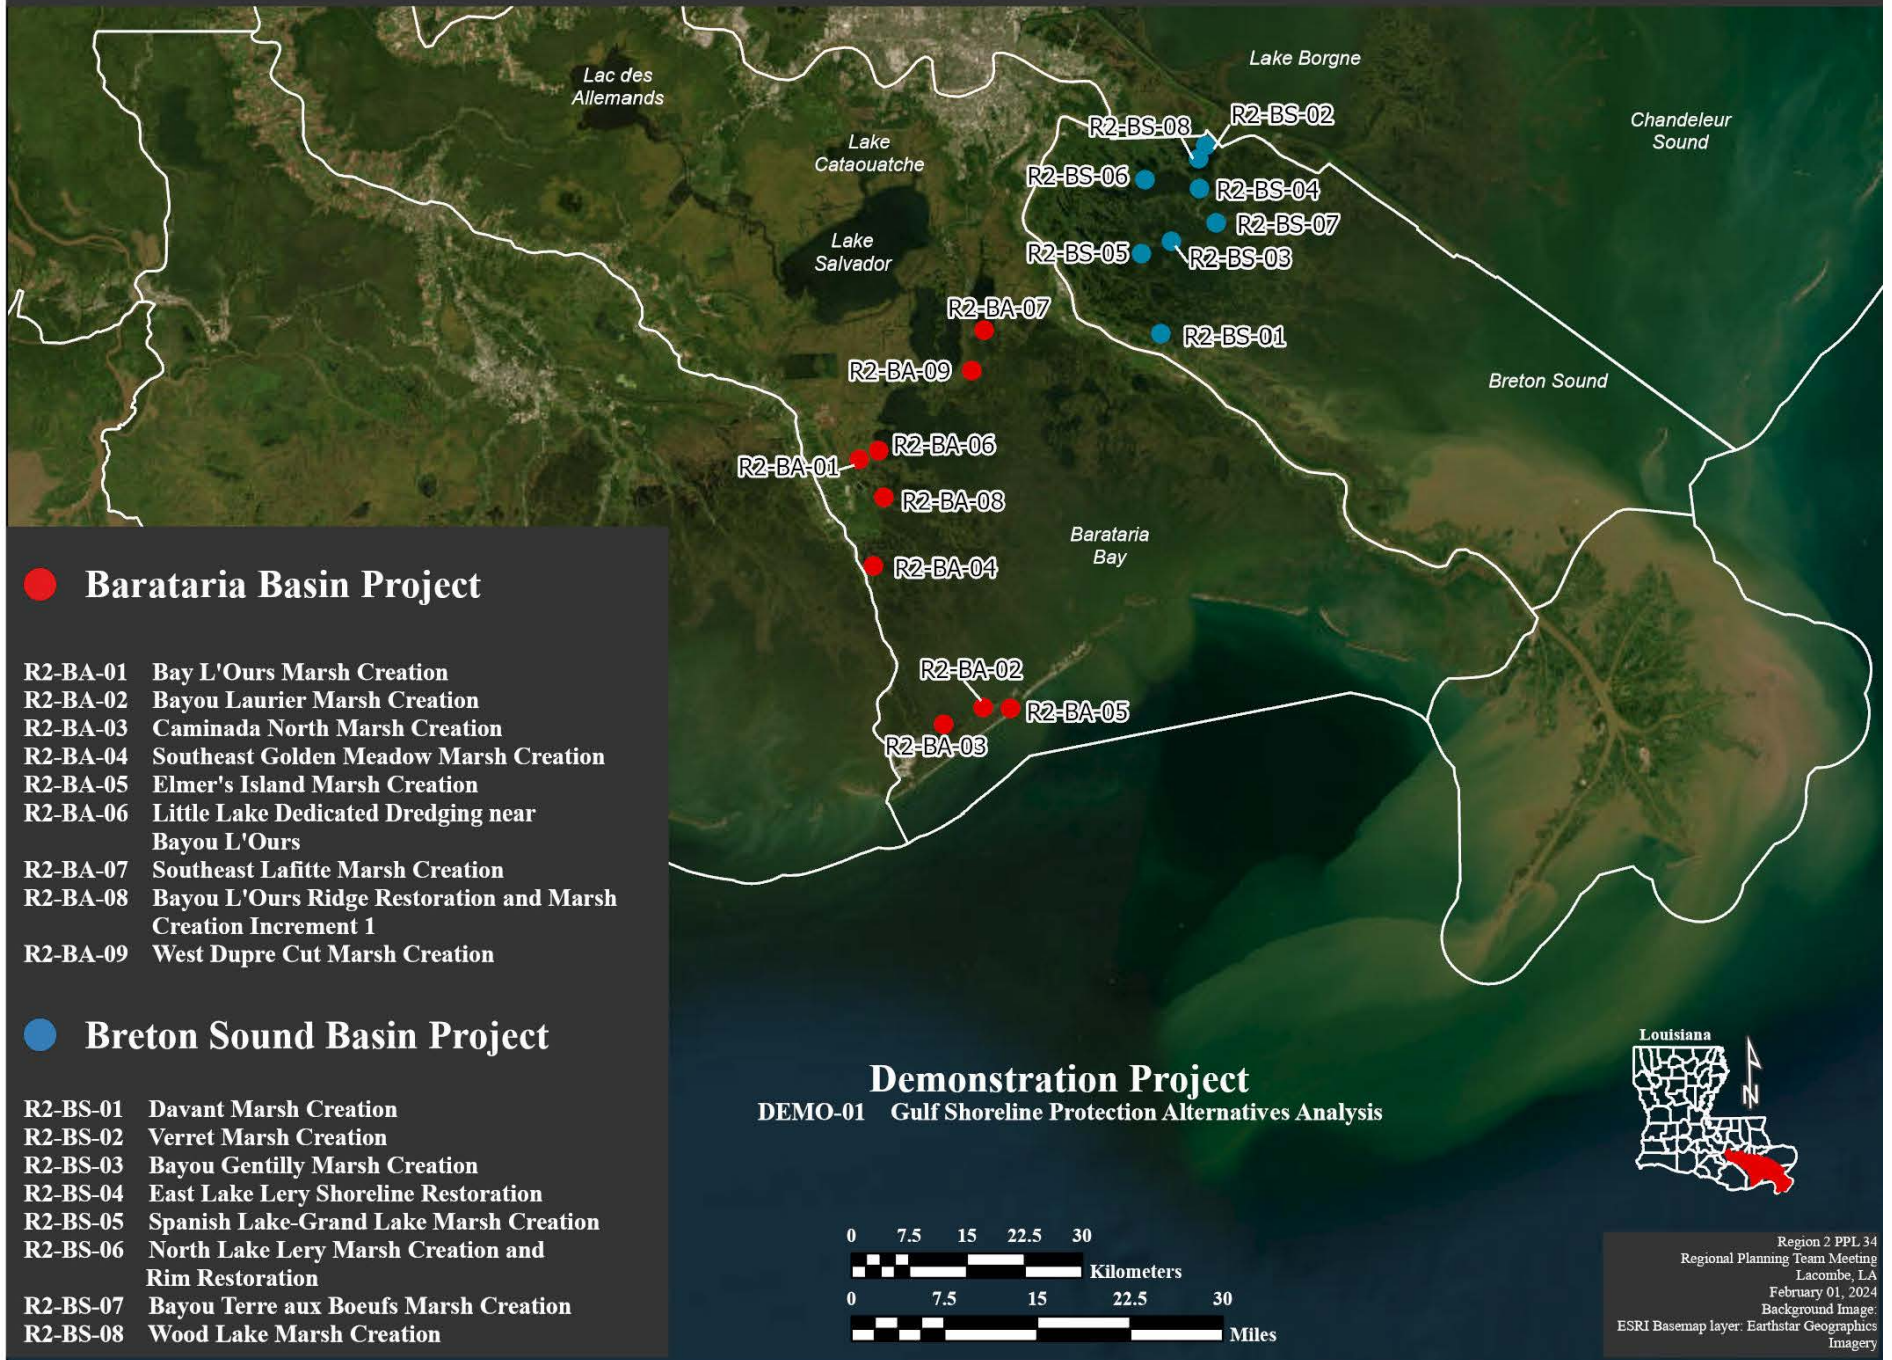 Lac des
Allemands
Lake Borgne
Chandeleur
Sound
Lake
Cataouatche
R2-BS-08
R2-BS-02
R2-BS-06
R2-BS-04
R2-BS-07
Lake
Salvador
R2-BS-05
R2-BS-03
R2-BA-07
R2-BS-01
R2-BA-09
Breton Sound
R2-BA-06
R2-BA-01
R2-BA-08
Barataria
Bay
R2-BA-04
R2-BA-02
R2-BA-05
R2-BA-03
Barataria Basin Project
R2-BA-01 Bay L'Ours Marsh Creation
R2-BA-02 Bayou Laurier Marsh Creation
R2-BA-03 Caminada North Marsh Creation
R2-BA-04 Southeast Golden Meadow Marsh Creation
R2-BA-05 Elmer's Island Marsh Creation
R2-BA-06 Little Lake Dedicated Dredging near
Bayou L'Ours
R2-BA-07 Southeast Lafitte Marsh Creation
R2-BA-08 Bayou L'Ours Ridge Restoration and Marsh
Creation Increment 1
R2-BA-09 West Dupre Cut Marsh Creation
Breton Sound Basin Project
R2-BS-01 Davant Marsh Creation
R2-BS-02 Verret Marsh Creation
R2-BS-03 Bayou Gentilly Marsh Creation
R2-BS-04 East Lake Lery Shoreline Restoration
R2-BS-05 Spanish Lake-Grand Lake Marsh Creation
R2-BS-06 North Lake Lery Marsh Creation and
Rim Restoration
R2-BS-07 Bayou Terre aux Boeufs Marsh Creation
R2-BS-08 Wood Lake Marsh Creation
Demonstration Project
DEMO-01 Gulf Shoreline Protection Alternatives Analysis
0 7.5 15 22.5 30
Kilometers
0 7.5 15 22.5 30
Miles
Louisiana
N
Region 2 PPL 34
Regional Planning Team Meeting
Lacombe, LA
February 01, 2024
Background Image:
ESRI Basemap layer: Earthstar Geographics
Imagery